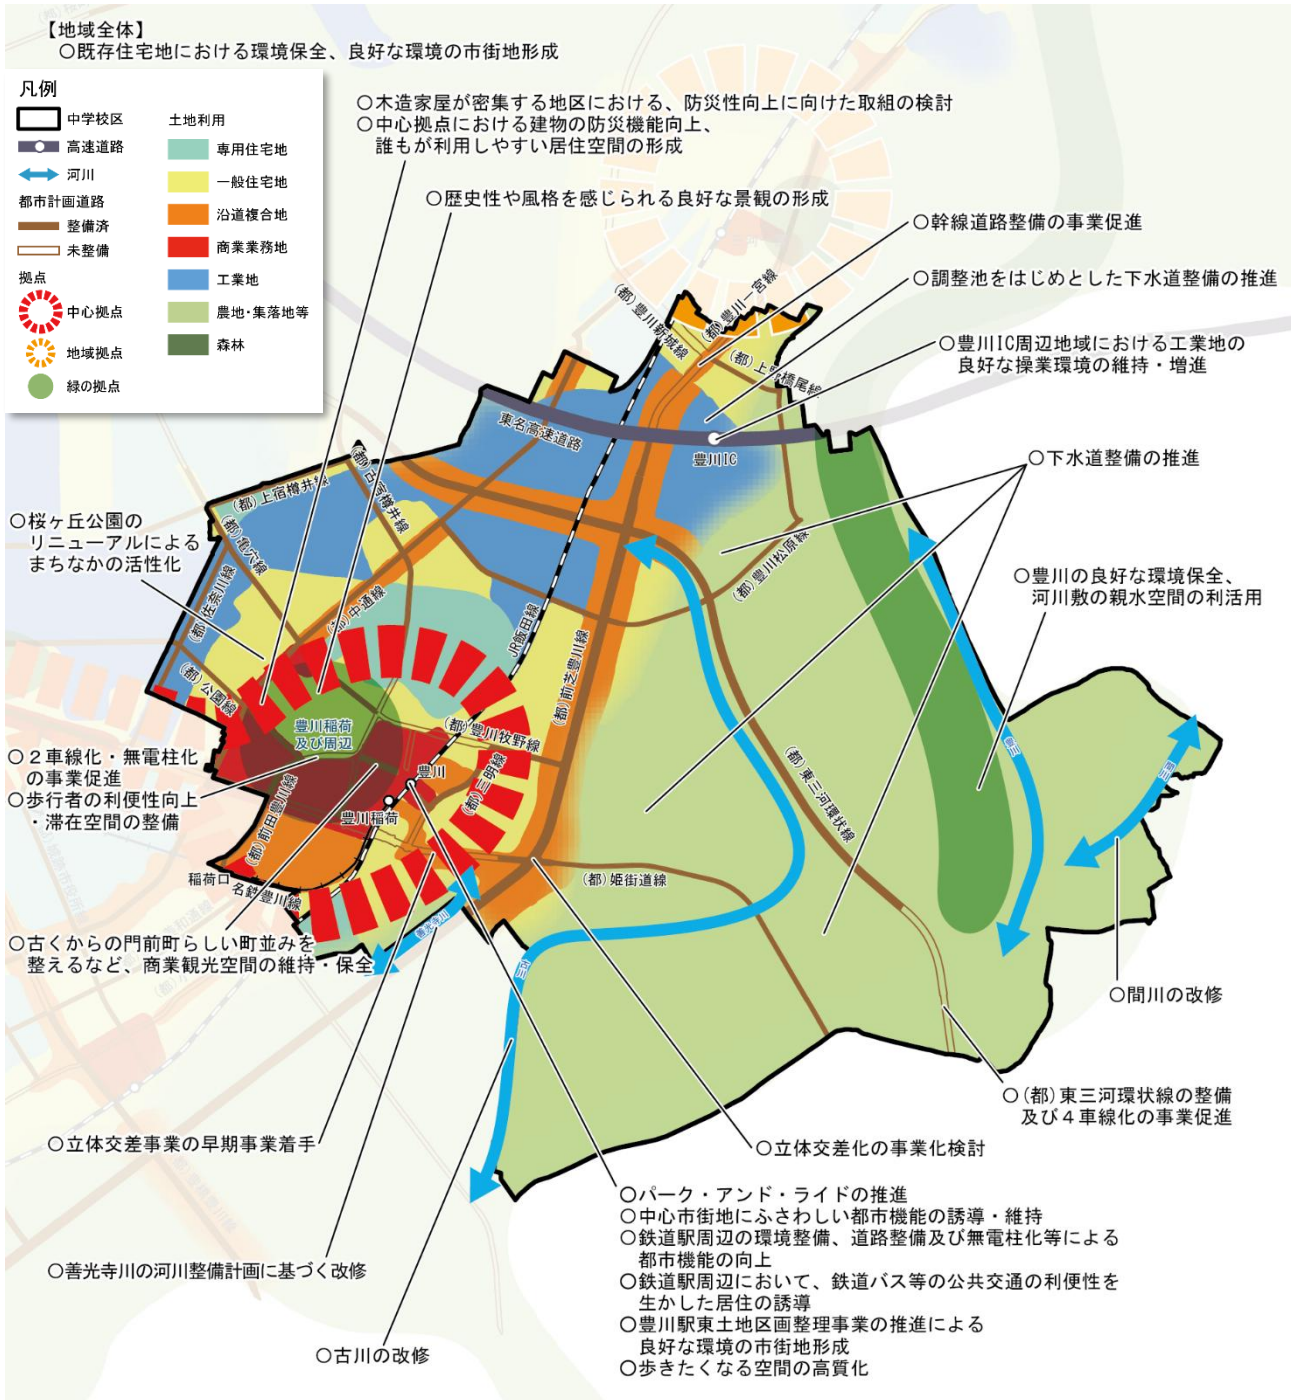 【地域全体】
○既存住宅地における環境保全、良好な環境の市街地形成
凡例
中学校区
高速道路
河川
都市計画道路
整備済
未整備
拠点
中心拠点
地域拠点
緑の拠点
土地利用
専用住宅地
一般住宅地
沿道複合地
商業業務地
工業地
農地・集落地等
森林
○木造家屋が密集する地区における、防災性向上に向けた取組の検討
○中心拠点における建物の防災機能向上、
誰もが利用しやすい居住空間の形成
○歴史性や風格を感じられる良好な景観の形成
○幹線道路整備の事業促進
○調整池をはじめとした下水道整備の推進
○豊川IC周辺地域における工業地の
良好な操業環境の維持・増進
○下水道整備の推進
○豊川の良好な環境保全、
河川敷の親水空間の利活用
○間川の改修
○(都)東三河環状線の整備
及び４車線化の事業促進
○立体交差化の事業化検討
○パーク・アンド・ライドの推進
○中心市街地にふさわしい都市機能の誘導・維持
○鉄道駅周辺の環境整備、道路整備及び無電柱化等による
都市機能の向上
○鉄道駅周辺において、鉄道バス等の公共交通の利便性を
生かした居住の誘導
○豊川駅東土地区画整理事業の推進による
良好な環境の市街地形成
○歩きたくなる空間の高質化
○桜ヶ丘公園の
リニューアルによる
まちなかの活性化
○２車線化・無電柱化
の事業促進
○歩行者の利便性向上
・滞在空間の整備
○古くからの門前町らしい町並みを
整えるなど、商業観光空間の維持・保全
○立体交差事業の早期事業着手
○善光寺川の河川整備計画に基づく改修
○古川の改修
(都)豊川新城線
(都)豊川一宮線
(都)上野橋尾線
東名高速道路
豊川IC
(都)上宿樽井線
(都)古宿樽井線
(都)亀穴線
(都)佐奈川線
(都)中通線
(都)公園線
JR飯田線
(都)前芝豊川線
(都)豊川松原線
(都)豊川牧野線
(都)三明線
(都)東三河環状線
(都)姫街道線
(都)前田豊川線
豊川稲荷
及び周辺
豊川
豊川稲荷
稲荷口
名鉄豊川線
善光寺川